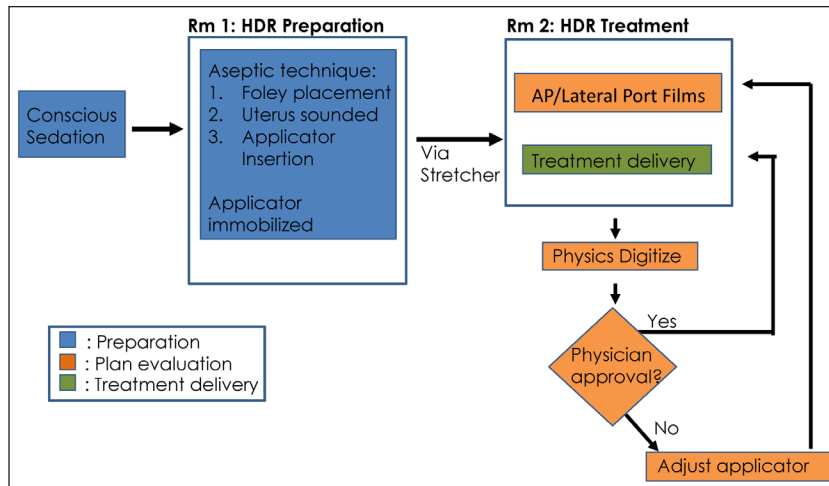 Rm 1: HDR Preparation
Rm 2: HDR Treatment
Conscious
Sedation
Aseptic technique:
1. Foley placement
2. Uterus sounded
3. Applicator
Insertion
Applicator
immobilized
Via
Stretcher
AP/Lateral Port Films
Treatment delivery
Physics Digitize
Physician
approval?
Yes
No
Adjust applicator
: Preparation
: Plan evaluation
: Treatment delivery